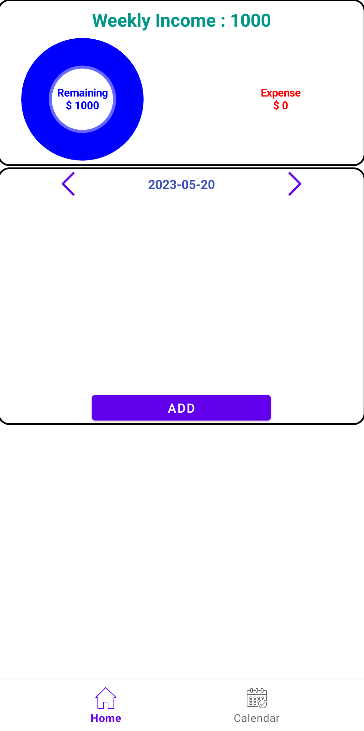 Weekly Income : 1000
Remaining
$ 1000
Expense
$ 0
2023-05-20
ADD
Home
Calendar